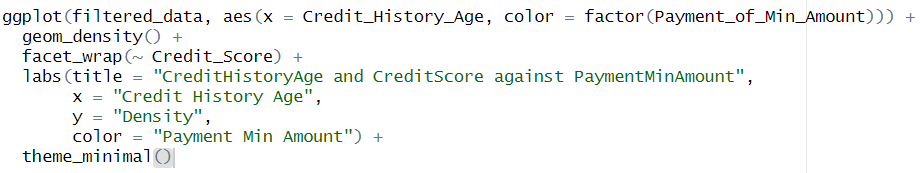 ggplot(filtered_data, aes(x = Credit_History_Age, color = factor(Payment_of_Min_Amount))) +
  geom_density() +
  facet_wrap(~ Credit_Score) +
  labs(title = "CreditHistoryAge and CreditScore against PaymentMinAmount",
       x = "Credit History Age",
       y = "Density",
       color = "Payment Min Amount") +
  theme_minimal()